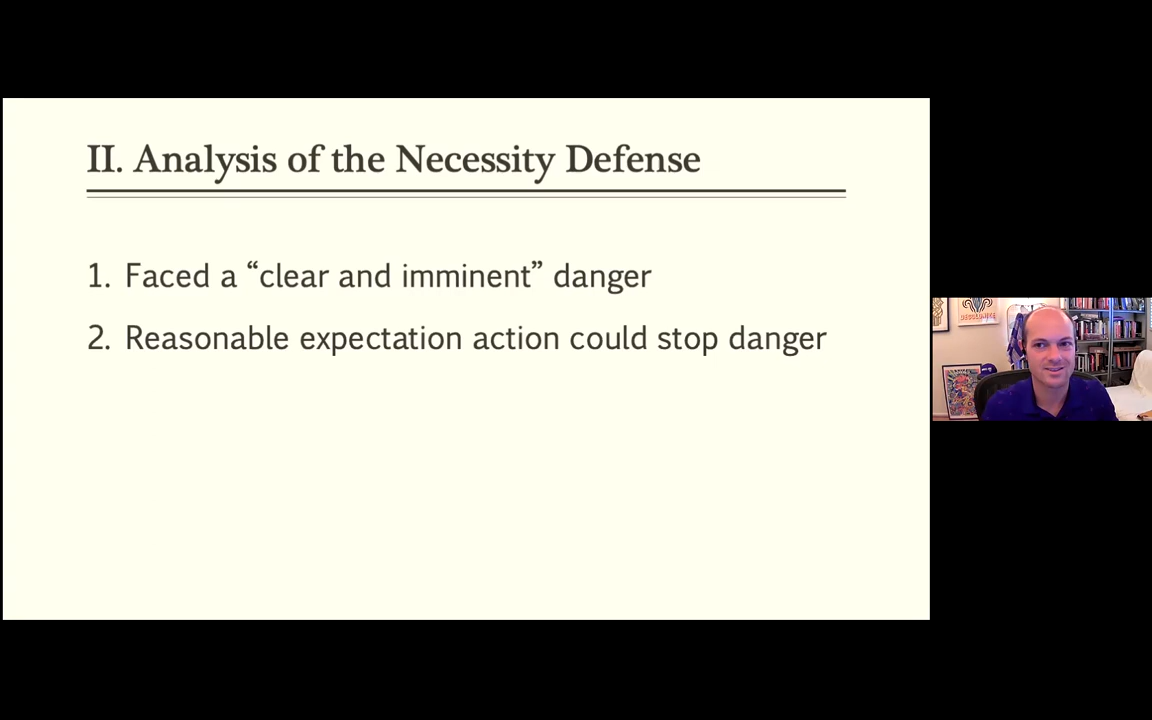 II. Analysis of the Necessity Defense
1. Faced a “clear and imminent” danger
2. Reasonable expectation action could stop danger
DECOLONIZE